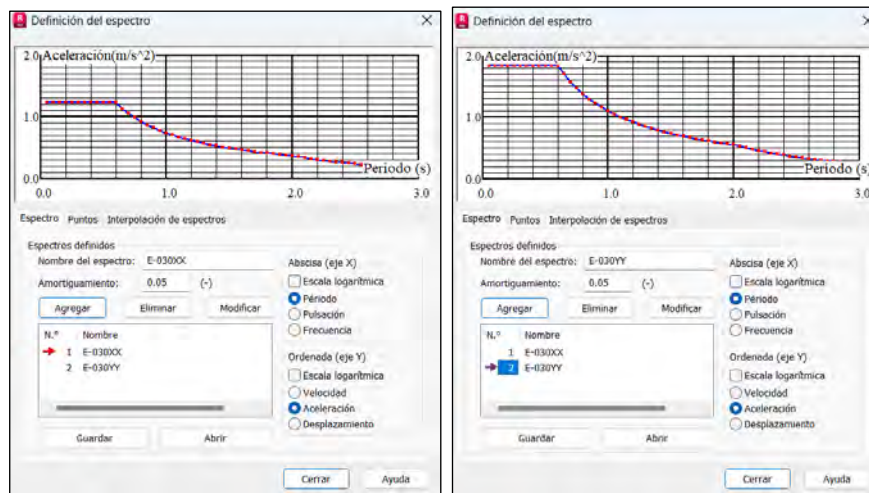 Definición del espectro
2.0
Aceleración(m/s^2)
1.0
Periodo (s)
0.0
0.0
1.0
2.0
3.0
Espectro Puntos Interpolación de espectros
Espectros definidos
Nombre del espectro: E-030XX
Amortiguamiento: 0.05 (-)
Agregar Eliminar Modificar
N.º Nombre
1 E-030XX
2 E-030YY
Abscisa (eje X)
Escala logarítmica
Período
Pulsación
Frecuencia
Ordenada (eje Y)
Escala logarítmica
Velocidad
Aceleración
Desplazamiento
Guardar Abrir
Cerrar Ayuda
Definición del espectro
2.0
Aceleración(m/s^2)
1.0
Periodo (s)
0.0
0.0
1.0
2.0
3.0
Espectro Puntos Interpolación de espectros
Espectros definidos
Nombre del espectro: E-030YY
Amortiguamiento: 0.05 (-)
Agregar Eliminar Modificar
N.º Nombre
1 E-030XX
2 E-030YY
Abscisa (eje X)
Escala logarítmica
Período
Pulsación
Frecuencia
Ordenada (eje Y)
Escala logarítmica
Velocidad
Aceleración
Desplazamiento
Guardar Abrir
Cerrar Ayuda